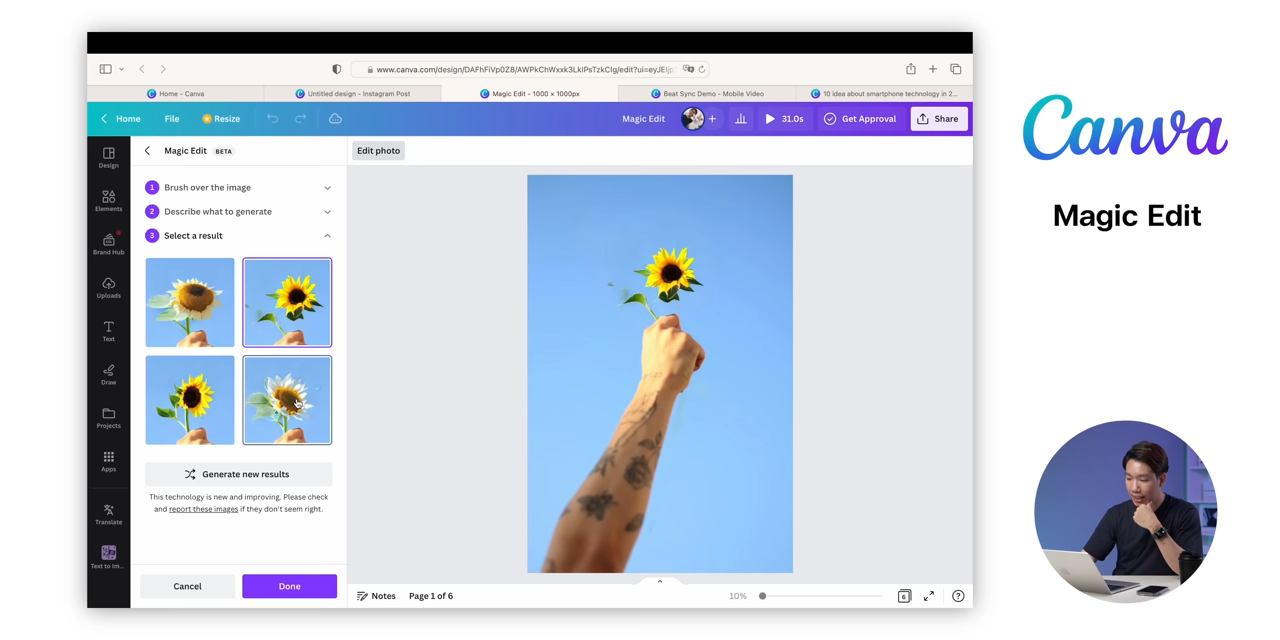 www.canva.com/design/DAFhFiVp0Z8/AWPkChWxxk3LkIPsTzkCIg/edit?ui=eyJEIjp
Home - Canva
Untitled design - Instagram Post
Magic Edit - 1000 × 1000px
Beat Sync Demo - Mobile Video
10 idea about smartphone technology in 2...
Home
File
Resize
Magic Edit
31.0s
Get Approval
Share
Design
Elements
Brand Hub
Uploads
Text
Draw
Projects
Apps
Translate
Text to Im...
Magic Edit BETA
1 Brush over the image
2 Describe what to generate
3 Select a result
Generate new results
This technology is new and improving. Please check
and report these images if they don't seem right.
Cancel
Done
Edit photo
Notes
Page 1 of 6
10%
6
Canva
Magic Edit